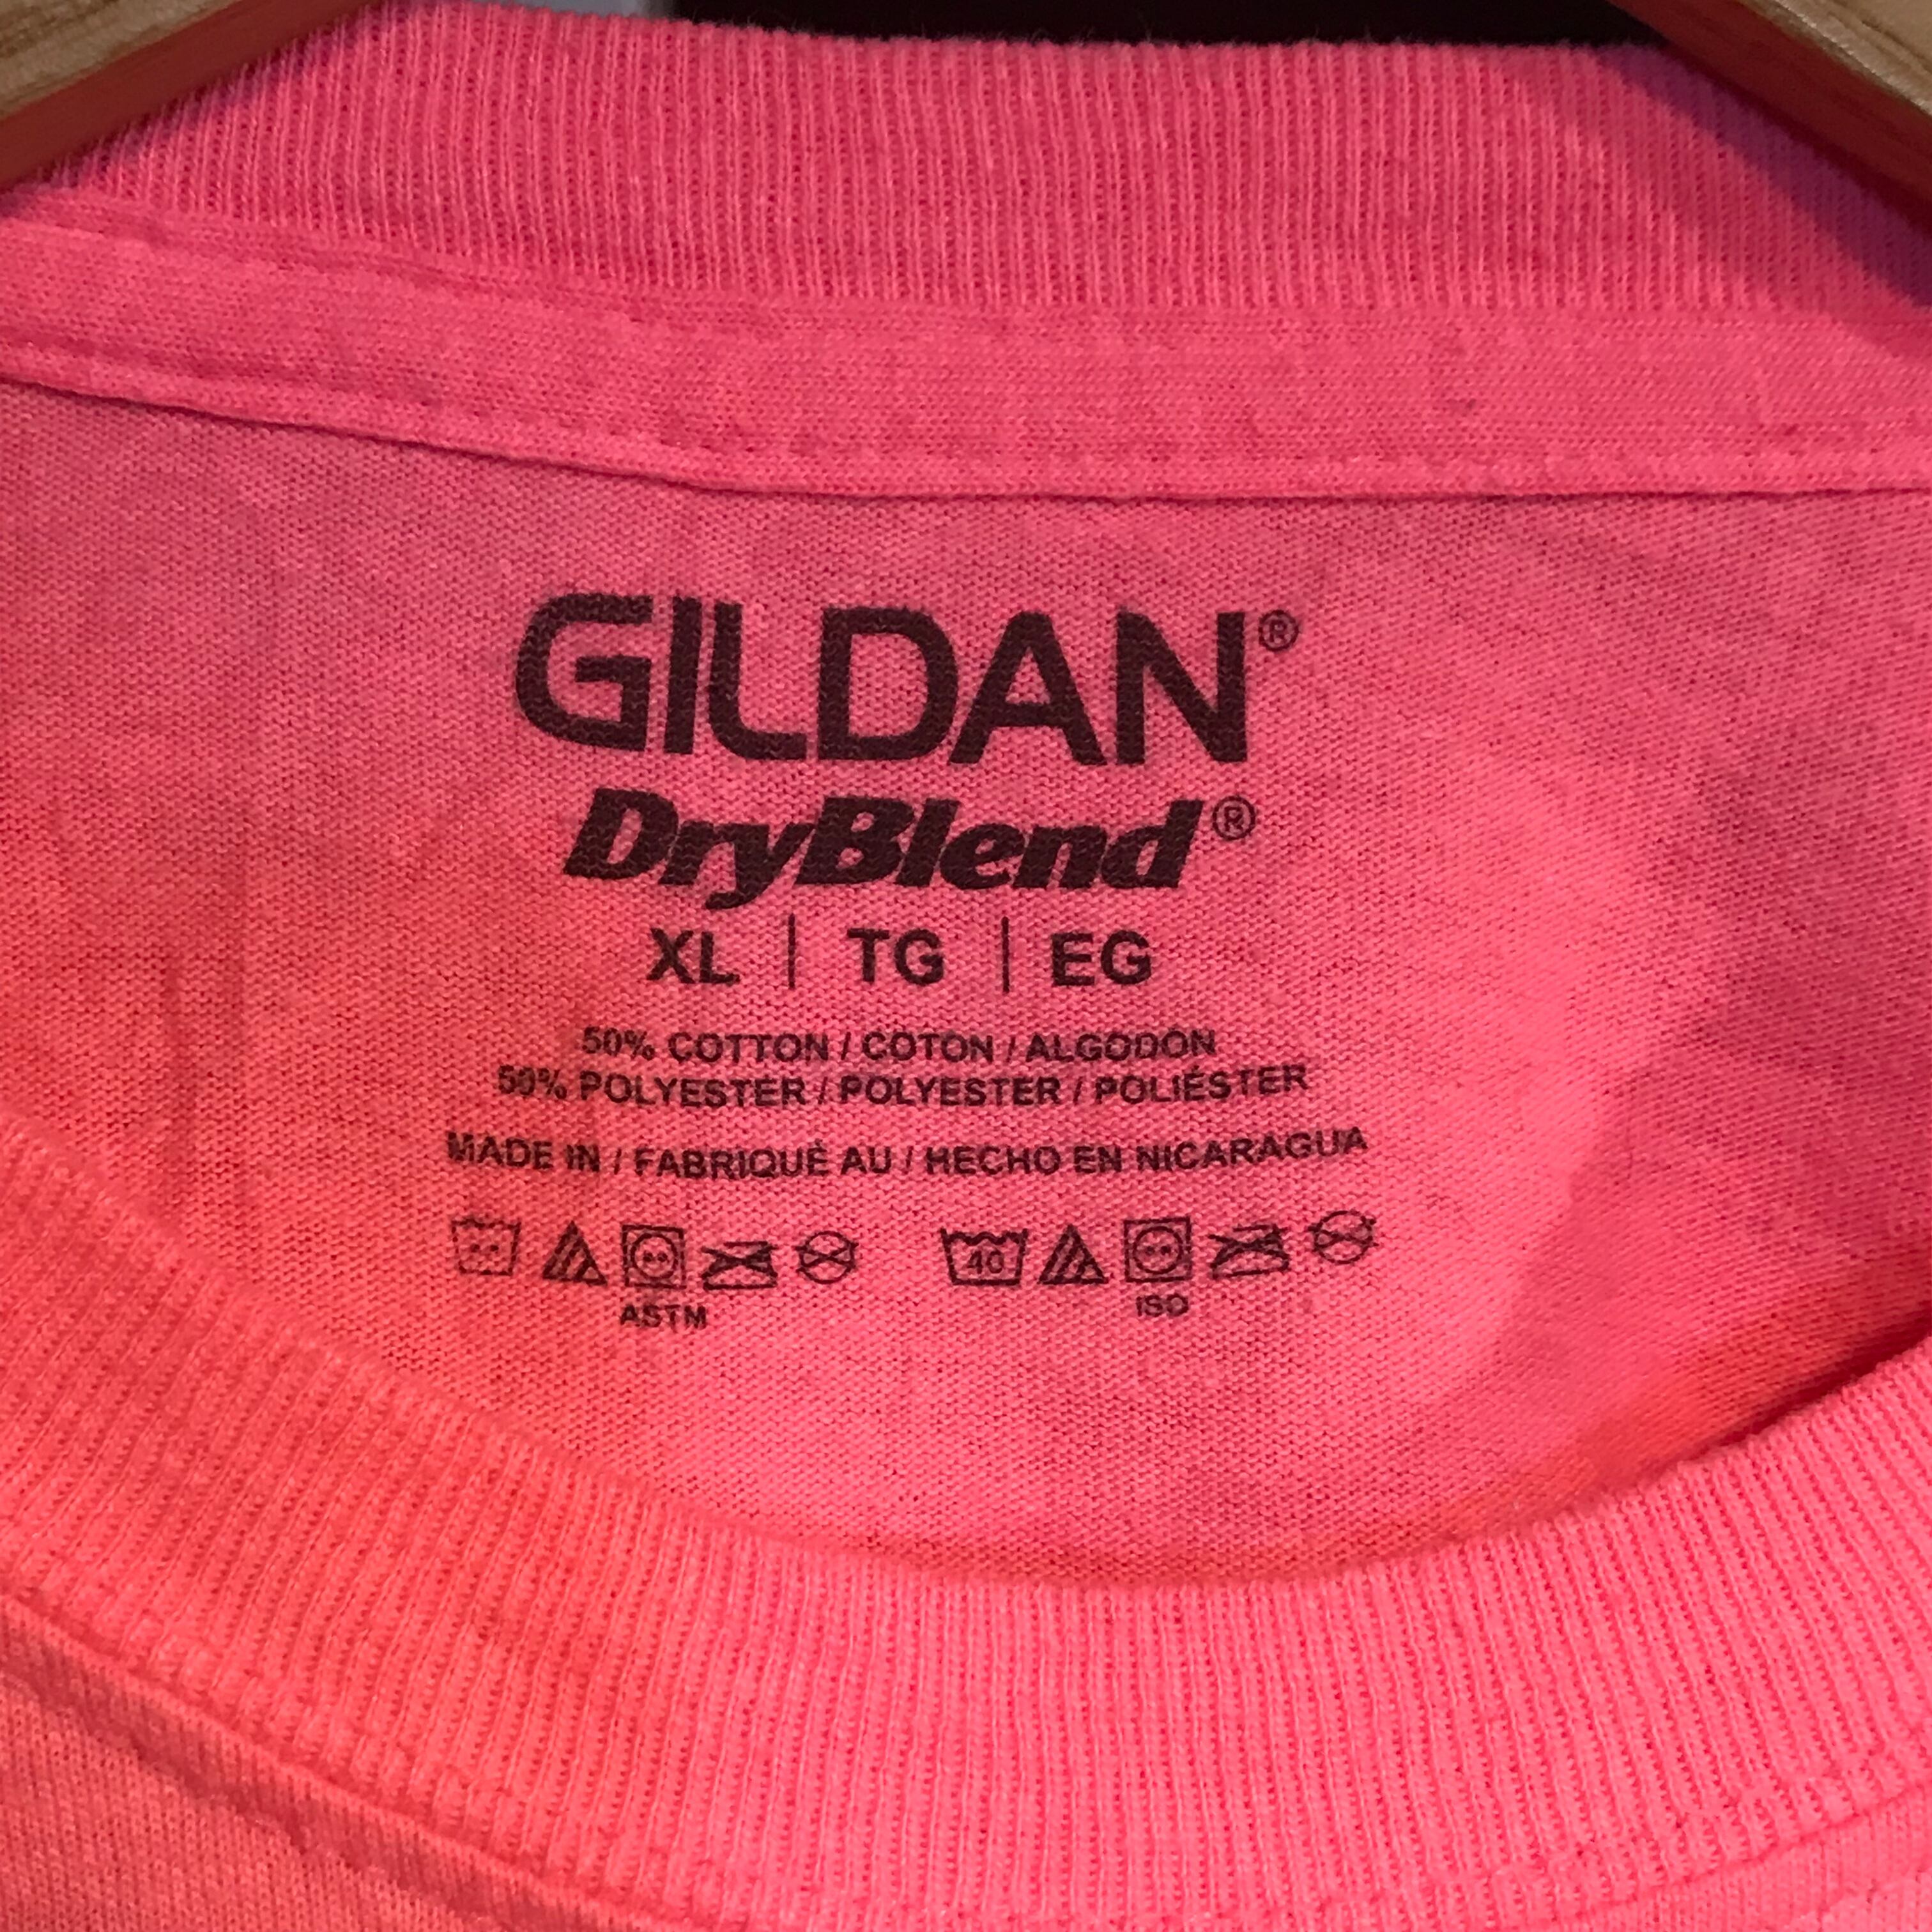 GILDAN®
DryBlend®
XL | TG | EG
50% COTTON / COTON / ALGODÓN
50% POLYESTER / POLYESTER / POLIÉSTER
MADE IN / FABRIQUÉ AU / HECHO EN NICARAGUA
40
ASTM ISO